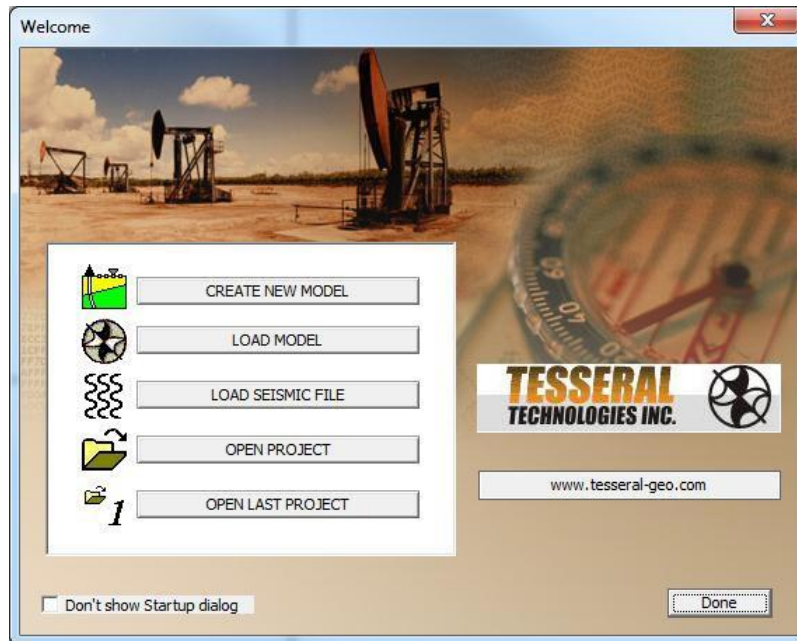 Welcome
CREATE NEW MODEL
LOAD MODEL
LOAD SEISMIC FILE
OPEN PROJECT
1
OPEN LAST PROJECT
TESSERAL
TECHNOLOGIES INC.
www.tesseral-geo.com
Don't show Startup dialog
Done